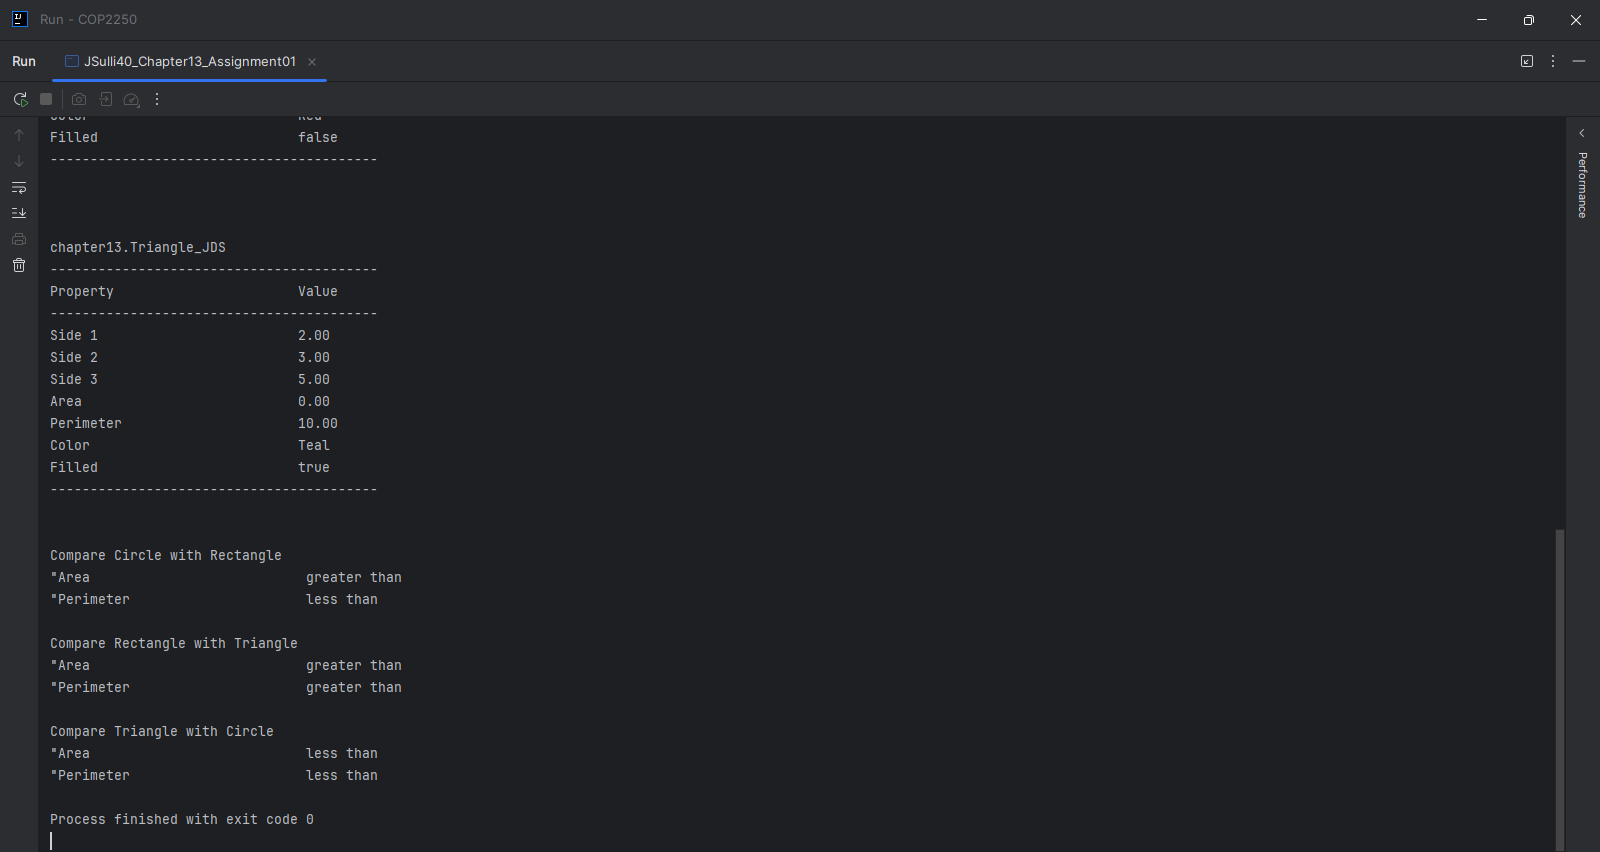 Run - COP2250
Run JSulli40_Chapter13_Assignment01
Color Red
Filled false
-----------------------------------------
chapter13.Triangle_JDS
-----------------------------------------
Property Value
-----------------------------------------
Side 1 2.00
Side 2 3.00
Side 3 5.00
Area 0.00
Perimeter 10.00
Color Teal
Filled true
-----------------------------------------
Compare Circle with Rectangle
"Area greater than
"Perimeter less than
Compare Rectangle with Triangle
"Area greater than
"Perimeter greater than
Compare Triangle with Circle
"Area less than
"Perimeter less than
Process finished with exit code 0
Performance